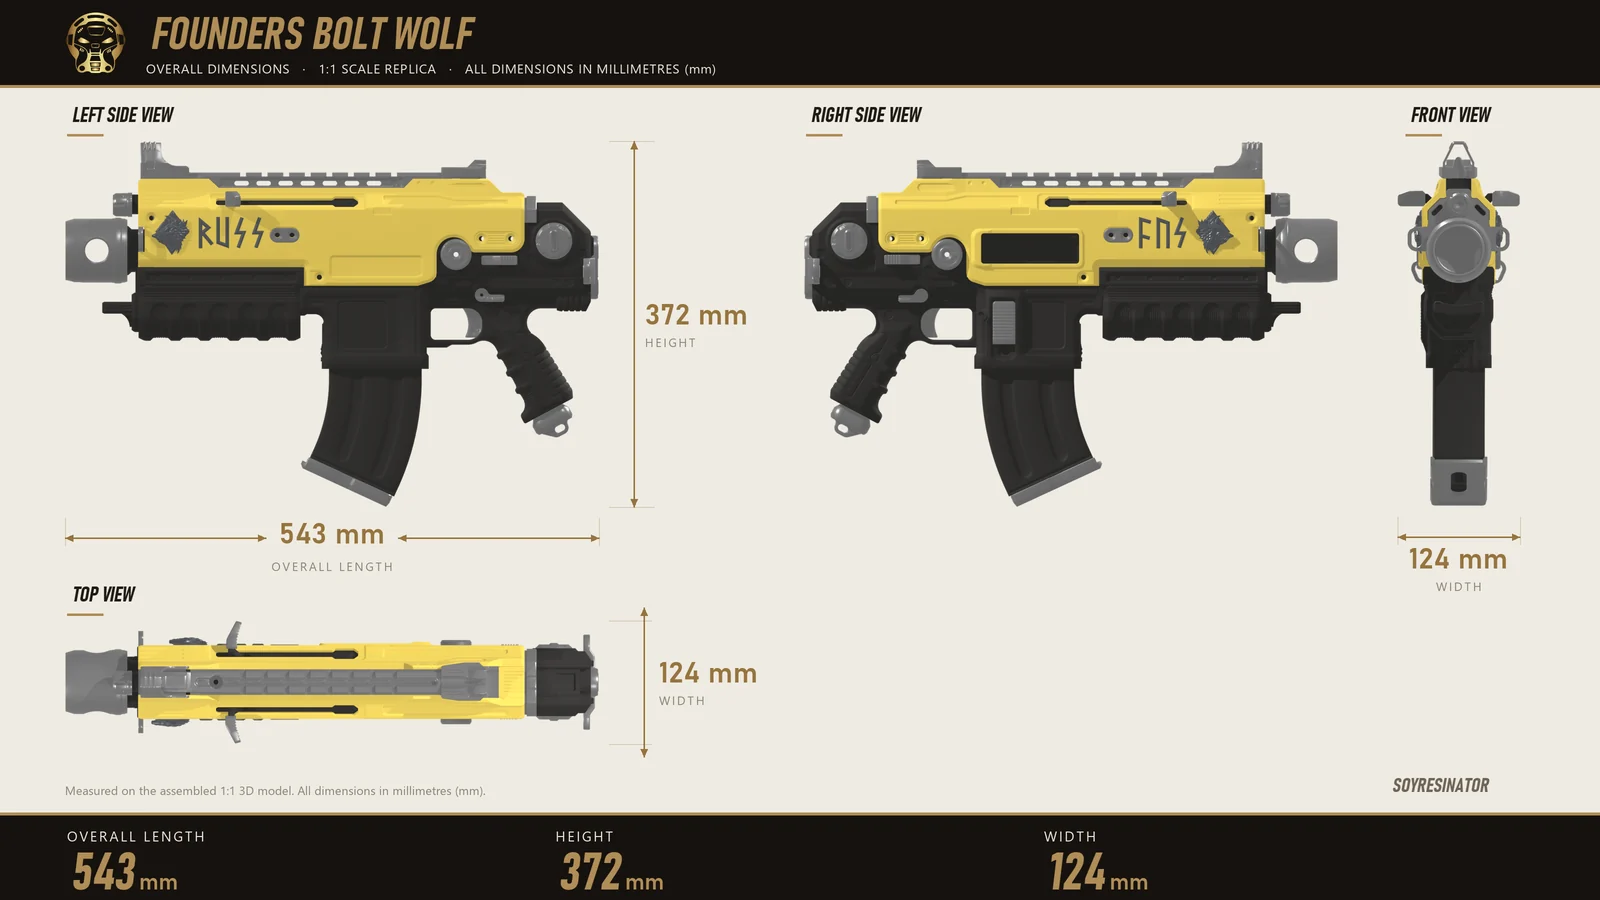 FOUNDERS BOLT WOLF
OVERALL DIMENSIONS · 1:1 SCALE REPLICA · ALL DIMENSIONS IN MILLIMETRES (mm)
LEFT SIDE VIEW
RIGHT SIDE VIEW
FRONT VIEW
RUSS
372 mm
HEIGHT
543 mm
OVERALL LENGTH
124 mm
WIDTH
TOP VIEW
124 mm
WIDTH
Measured on the assembled 1:1 3D model. All dimensions in millimetres (mm).
SOYRESINATOR
OVERALL LENGTH
543 mm
HEIGHT
372 mm
WIDTH
124 mm